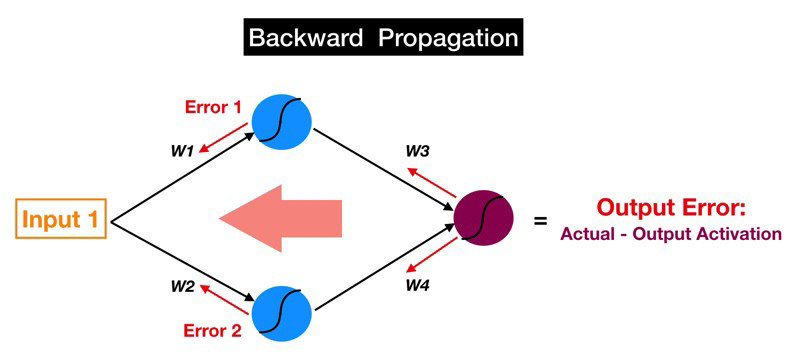 Backward Propagation
Error 1
W1
W3
Input 1
=
Output Error:
Actual - Output Activation
W2
W4
Error 2